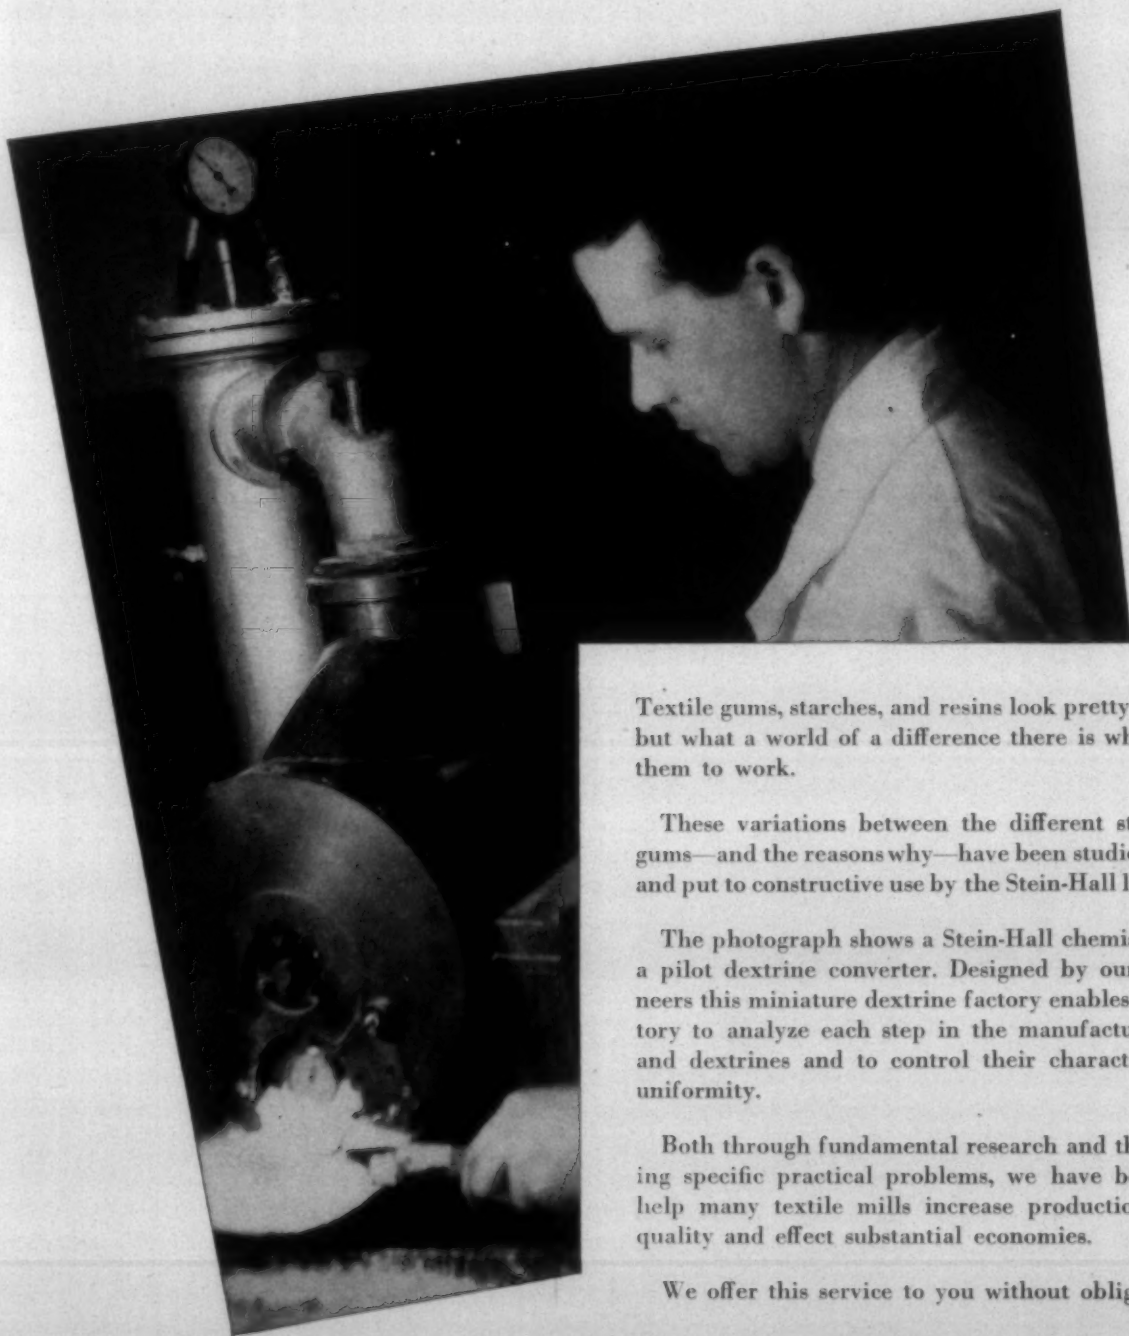 Textile gums, starches, and resins look pretty
but what a world of a difference there is wh
them to work.
These variations between the different st
gums—and the reasons why—have been studie
and put to constructive use by the Stein-Hall l
The photograph shows a Stein-Hall chemis
a pilot dextrine converter. Designed by our
neers this miniature dextrine factory enables
tory to analyze each step in the manufactu
and dextrines and to control their charact
uniformity.
Both through fundamental research and th
ing specific practical problems, we have b
help many textile mills increase productio
quality and effect substantial economies.
We offer this service to you without oblig